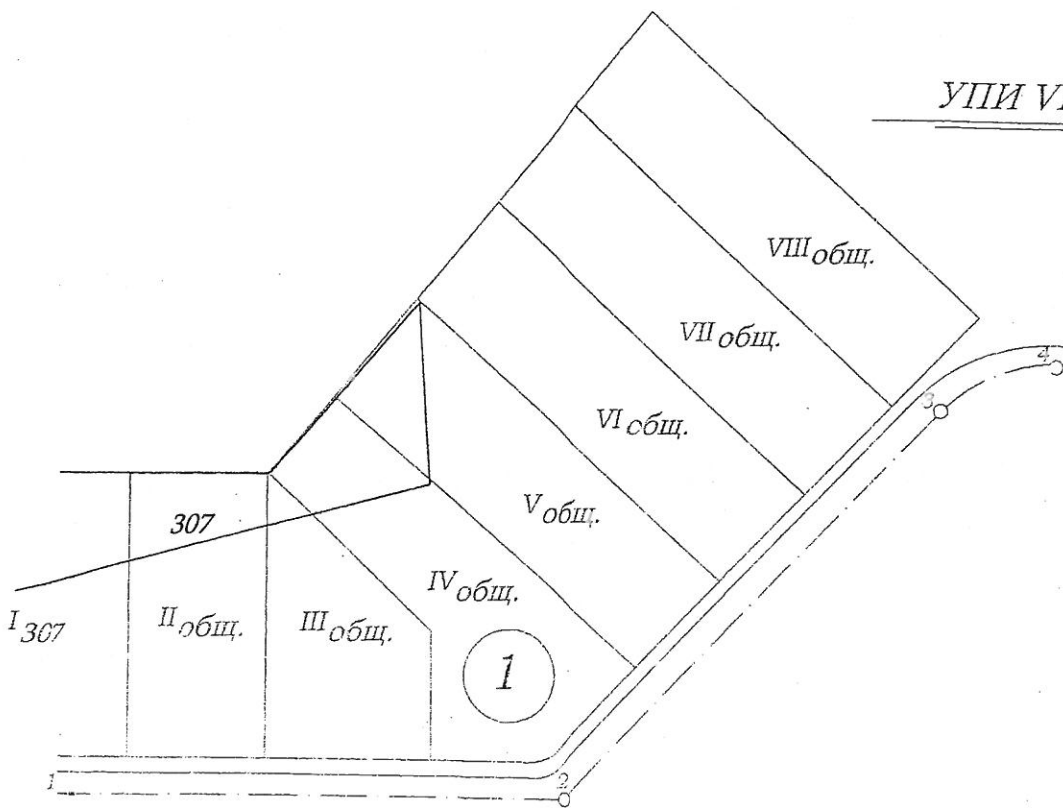 УПИ VI
VIII общ.
VII общ.
VI общ.
V общ.
IV общ.
III общ.
II общ.
I 307
307
1
1
2
3
4